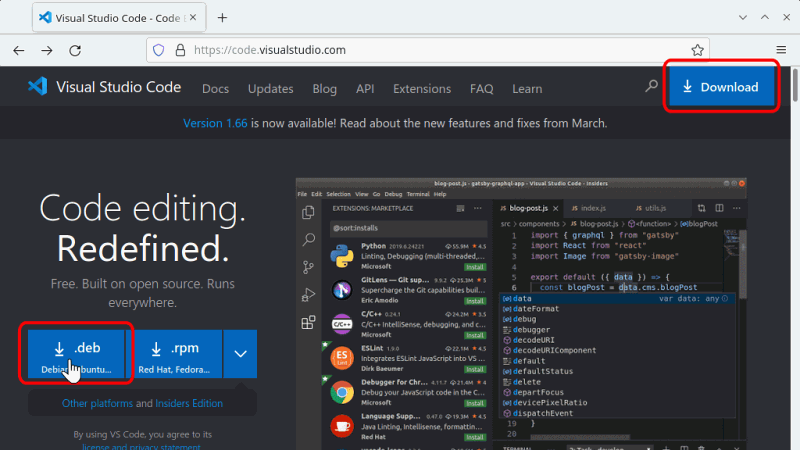 Visual Studio Code - Code E
https://code.visualstudio.com
Visual Studio Code Docs Updates Blog API Extensions FAQ Learn Download
Version 1.66 is now available! Read about the new features and fixes from March.
Code editing.
Redefined.
Free. Built on open source. Runs
everywhere.
.deb
Debian, Ubuntu...
.rpm
Red Hat, Fedora...
Other platforms and Insiders Edition
By using VS Code, you agree to its
license and privacy statement
blog-post.js - gatsby-graphql-app - Visual Studio Code - Insiders
File Edit Selection View Go Debug Terminal Help
EXTENSIONS: MARKETPLACE
@sort:installs
Python 2019.6.24221 55.9M 4.5
Linting, Debugging (multi-threaded,...
Microsoft Install
GitLens — Git sup... 9.9.2 25.3M 5
Supercharge the Git capabilities buil...
Eric Amodio Install
C/C++ 0.24.1 24.2M 3.5
C/C++ IntelliSense, debugging, and c...
Microsoft Install
ESLint 1.9.1 22.1M 4.5
Integrates ESLint JavaScript into VS ...
Dirk Baeumer Install
Debugger for Chr... 4.11.7 21.4M 4
Debug your JavaScript code in the C...
Microsoft Install
Language Supp... 0.47.0 19.3M 4.5
Java Linting, Intellisense, formattin...
Red Hat Install
blog-post.js index.js utils.js
src > components > blog-post.js > <function> > blogPost
1 import { graphql } from "gatsby"
2 import React from "react"
3 import Image from "gatsby-image"
4
5 export default ({ data }) => {
6 const blogPost = data.cms.blogPost
data var data: any
dateFormat
debug
debugger
decodeURI
decodeURIComponent
default
defaultStatus
delete
departFocus
devicePixelRatio
dispatchEvent
19 }
20
TERMINAL